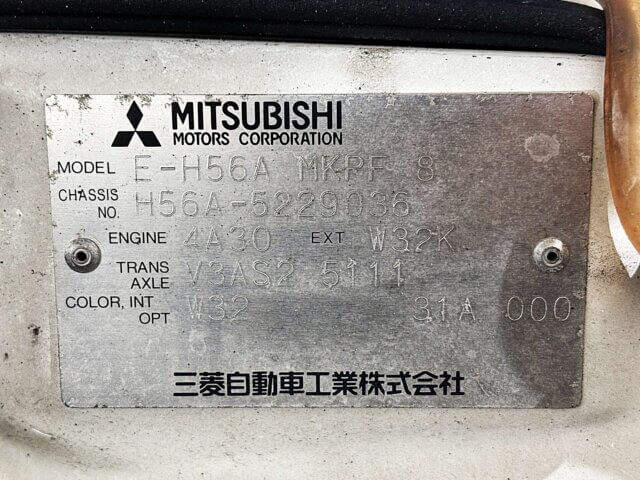 MITSUBISHI
MOTORS CORPORATION
MODEL E-H56A MKPF 8
CHASSIS NO. H56A-5229036
ENGINE 4A30 EXT W32K
TRANS AXLE V3AS2 5111
COLOR, INT OPT W32 31A 000
三菱自動車工業株式会社